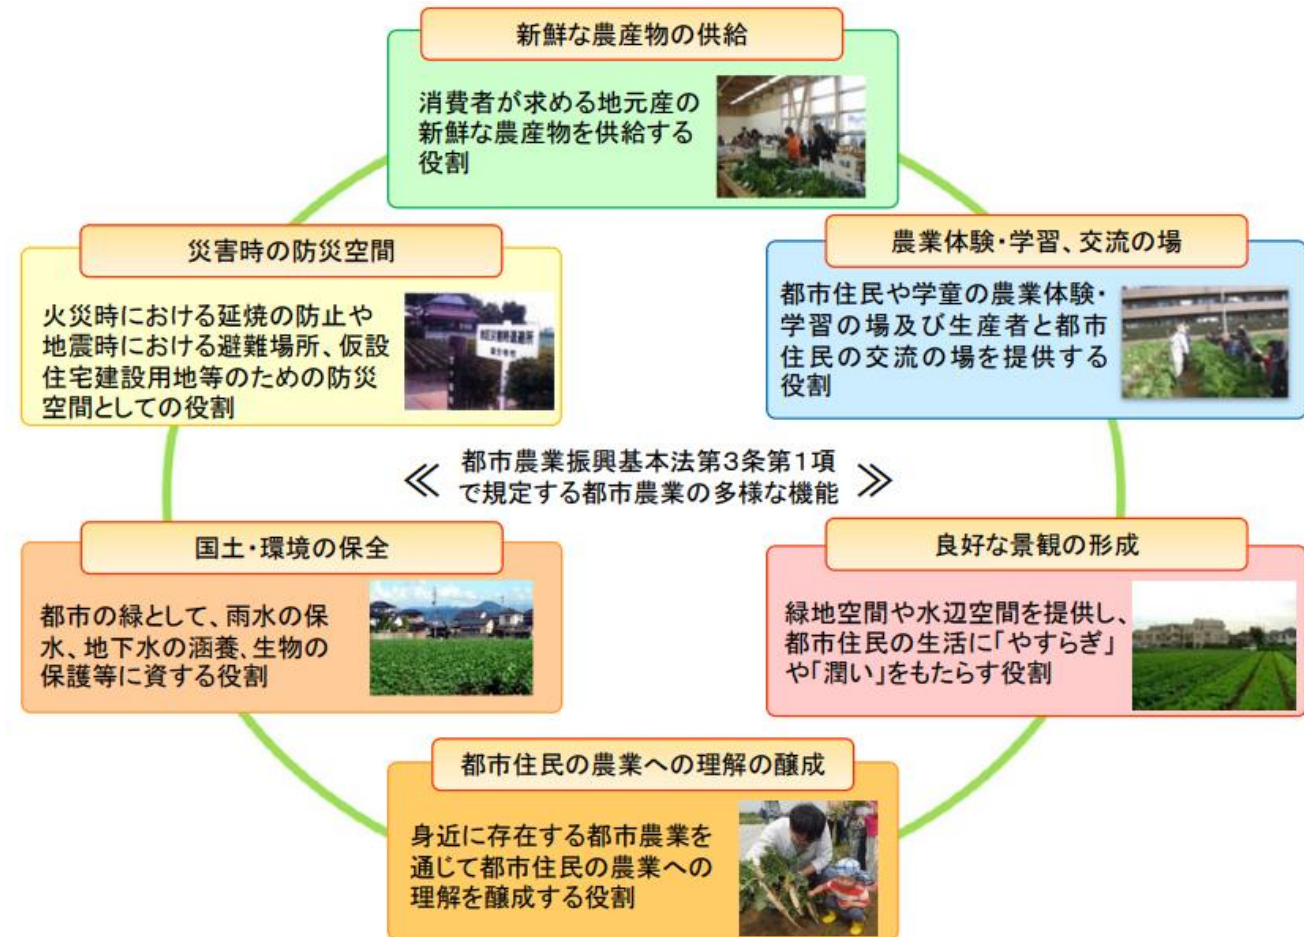 新鮮な農産物の供給
消費者が求める地元産の
新鮮な農産物を供給する
役割
災害時の防災空間
火災時における延焼の防止や
地震時における避難場所、仮設
住宅建設用地等のための防災
空間としての役割
農業体験・学習、交流の場
都市住民や学童の農業体験・
学習の場及び生産者と都市
住民の交流の場を提供する
役割
≪ 都市農業振興基本法第3条第1項 ≫
で規定する都市農業の多様な機能
国土・環境の保全
都市の緑として、雨水の保
水、地下水の涵養、生物の
保護等に資する役割
良好な景観の形成
緑地空間や水辺空間を提供し、
都市住民の生活に「やすらぎ」
や「潤い」をもたらす役割
都市住民の農業への理解の醸成
身近に存在する都市農業を
通じて都市住民の農業への
理解を醸成する役割